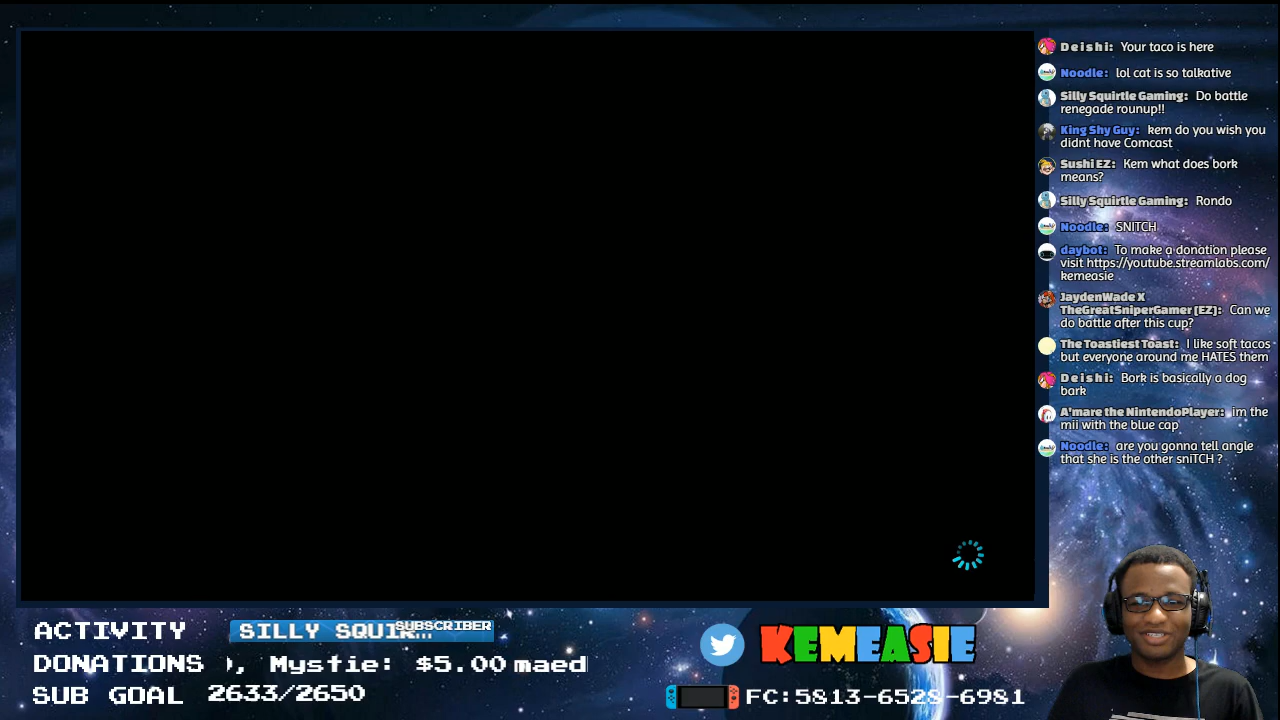 Deishi: Your taco is here
Noodle: lol cat is so talkative
Silly Squirtle Gaming: Do battle
renegade rounup!!
King Shy Guy: kem do you wish you
didnt have Comcast
Sushi EZ: Kem what does bork
means?
Silly Squirtle Gaming: Rondo
Noodle: SNITCH
daybot: To make a donation please
visit https://youtube.streamlabs.com/
kemeasie
JaydenWade X
TheGreatSniperGamer [EZ]: Can we
do battle after this cup?
The Toastiest Toast: I like soft tacos
but everyone around me HATES them
Deishi: Bork is basically a dog
bark
A'mare the NintendoPlayer: im the
mii with the blue cap
Noodle: are you gonna tell angle
that she is the other sniTCH ?
ACTIVITY SILLY SQUIR... SUBSCRIBER
DONATIONS ), Mystie: $5.00 maed
SUB GOAL 2633/2650
KEMEASIE
FC:5813-6528-6981